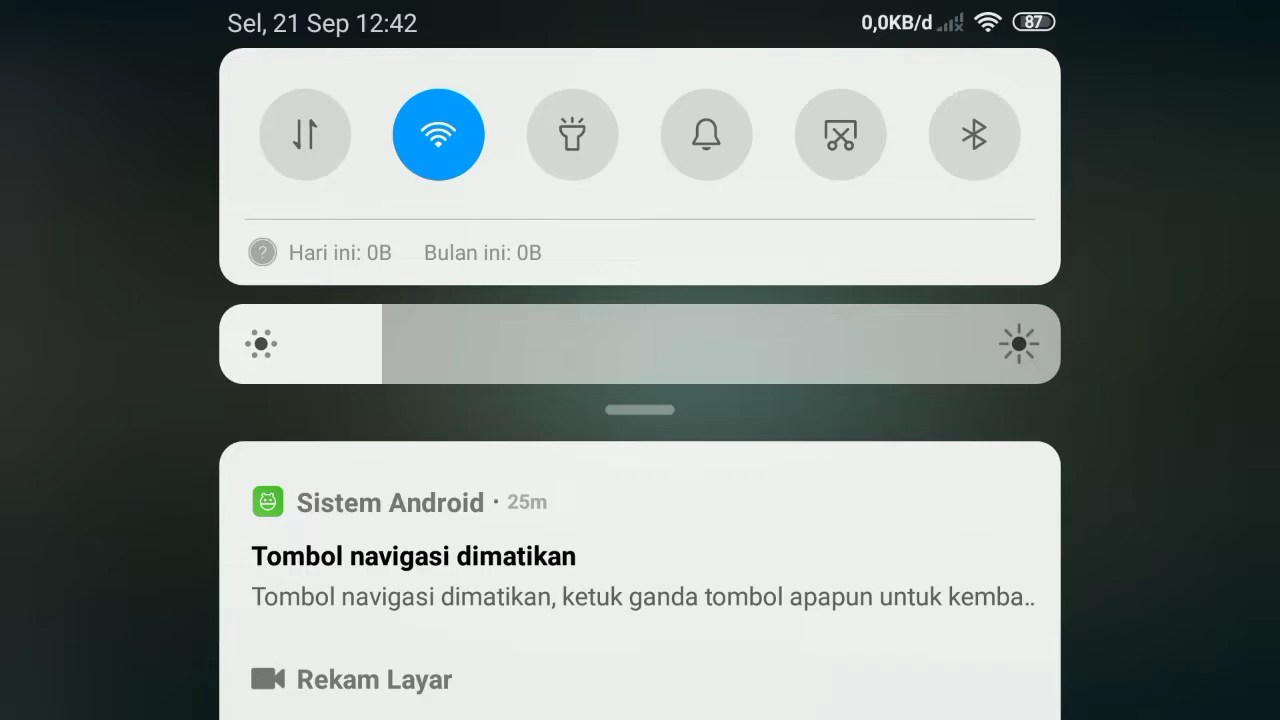 Sel, 21 Sep 12:42
0,0KB/d
87
Hari ini: 0B
Bulan ini: 0B
Sistem Android · 25m
Tombol navigasi dimatikan
Tombol navigasi dimatikan, ketuk ganda tombol apapun untuk kemba..
Rekam Layar